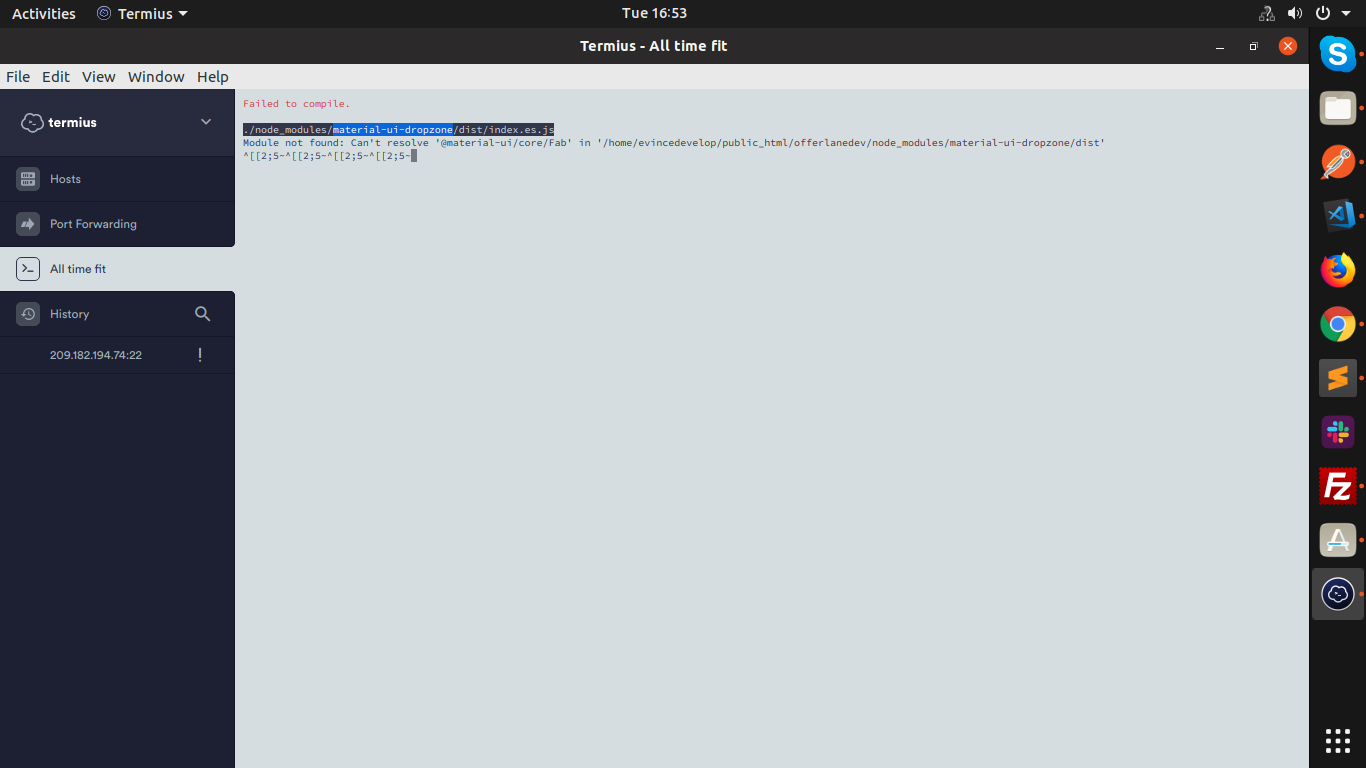 Activities Termius Tue 16:53
Termius - All time fit
File Edit View Window Help
termius
Hosts
Port Forwarding
All time fit
History
209.182.194.74:22 !
Failed to compile.
./node_modules/material-ui-dropzone/dist/index.es.js
Module not found: Can't resolve '@material-ui/core/Fab' in '/home/evincedevelop/public_html/offerlanedev/node_modules/material-ui-dropzone/dist'
^[[2;5~^[[2;5~^[[2;5~^[[2;5~
S
Fz